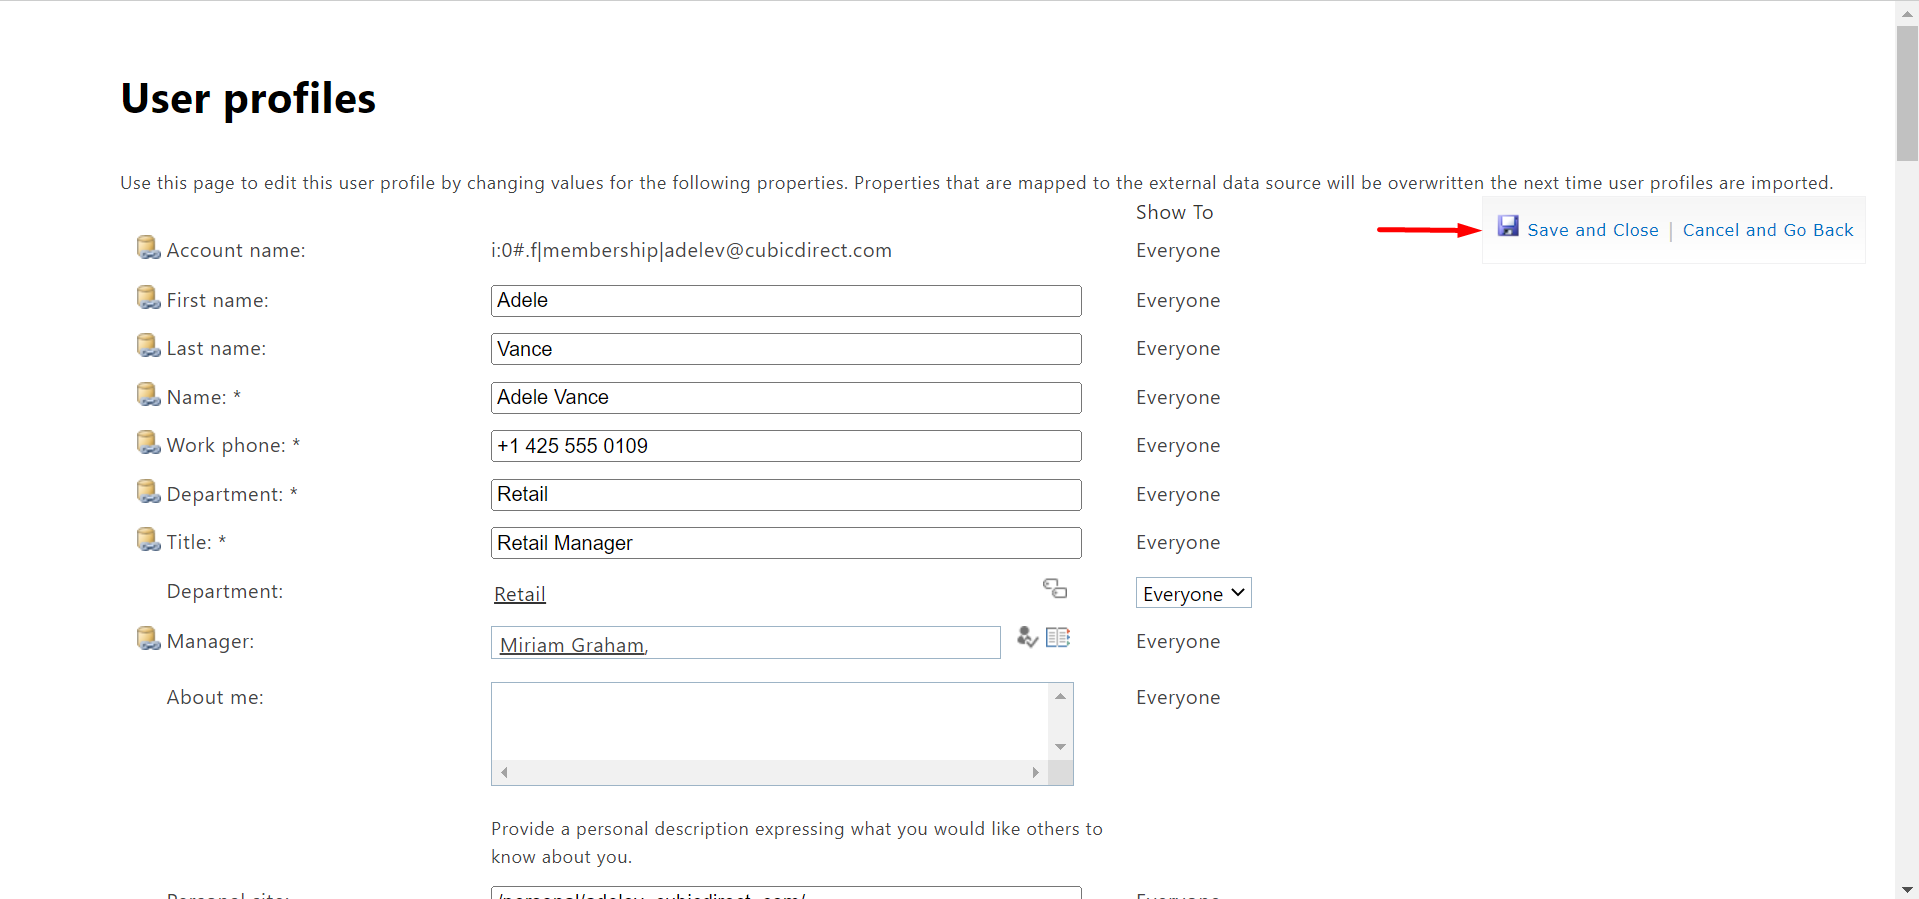 User profiles
Use this page to edit this user profile by changing values for the following properties. Properties that are mapped to the external data source will be overwritten the next time user profiles are imported.
Show To
Save and Close | Cancel and Go Back
Account name: i:0#.f|membership|adelev@cubicdirect.com Everyone
First name: Adele Everyone
Last name: Vance Everyone
Name: * Adele Vance Everyone
Work phone: * +1 425 555 0109 Everyone
Department: * Retail Everyone
Title: * Retail Manager Everyone
Department: Retail Everyone
Manager: Miriam Graham, Everyone
About me: Everyone
Provide a personal description expressing what you would like others to
know about you.
Personal site: /personal/adelev_cubicdirect_com/ Everyone